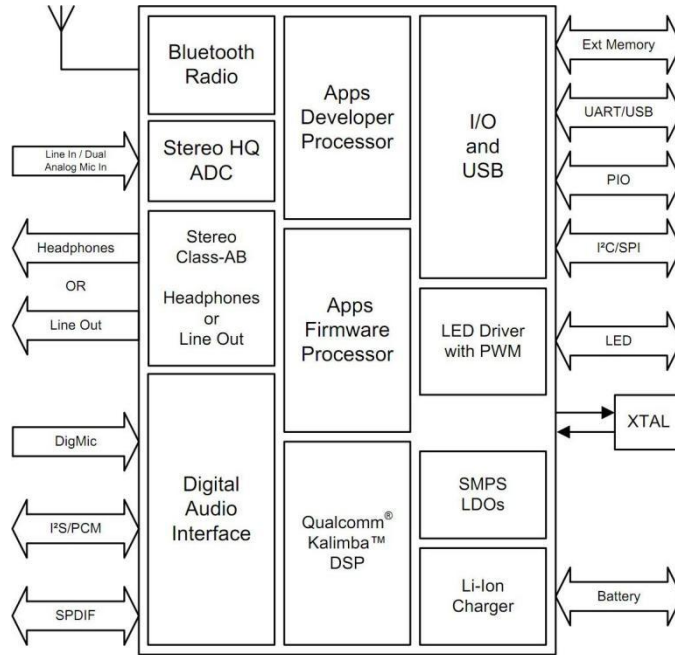 Bluetooth
Radio
Apps
Developer
Processor
I/O
and
USB
Ext Memory
UART/USB
PIO
I²C/SPI
Line In / Dual
Analog Mic In
Stereo HQ
ADC
Headphones
OR
Line Out
Stereo
Class-AB
Headphones
or
Line Out
Apps
Firmware
Processor
LED Driver
with PWM
LED
XTAL
DigMic
I²S/PCM
SPDIF
Digital
Audio
Interface
Qualcomm®
Kalimba™
DSP
SMPS
LDOs
Li-Ion
Charger
Battery